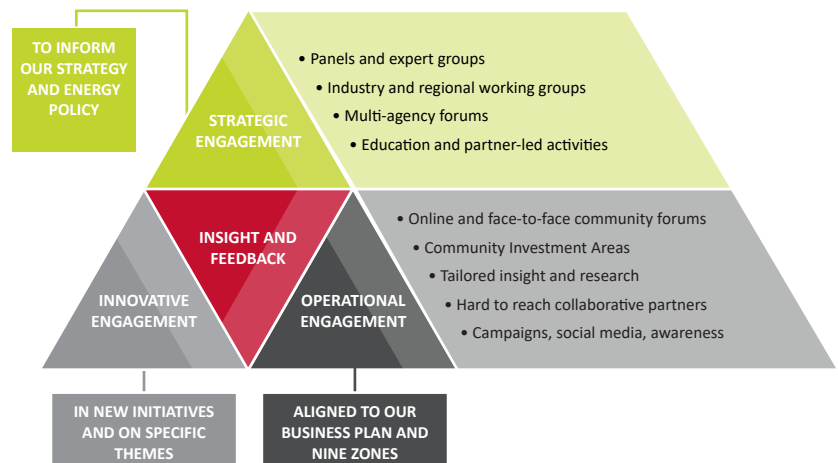 TO INFORM
OUR STRATEGY
AND ENERGY
POLICY
STRATEGIC
ENGAGEMENT
• Panels and expert groups
• Industry and regional working groups
• Multi-agency forums
• Education and partner-led activities
INSIGHT AND
FEEDBACK
INNOVATIVE
ENGAGEMENT
OPERATIONAL
ENGAGEMENT
• Online and face-to-face community forums
• Community Investment Areas
• Tailored insight and research
• Hard to reach collaborative partners
• Campaigns, social media, awareness
IN NEW INITIATIVES
AND ON SPECIFIC
THEMES
ALIGNED TO OUR
BUSINESS PLAN AND
NINE ZONES